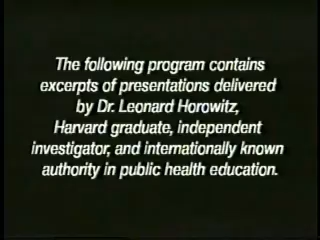 The following program contains
excerpts of presentations delivered
by Dr. Leonard Horowitz,
Harvard graduate, independent
investigator, and internationally known
authority in public health education.